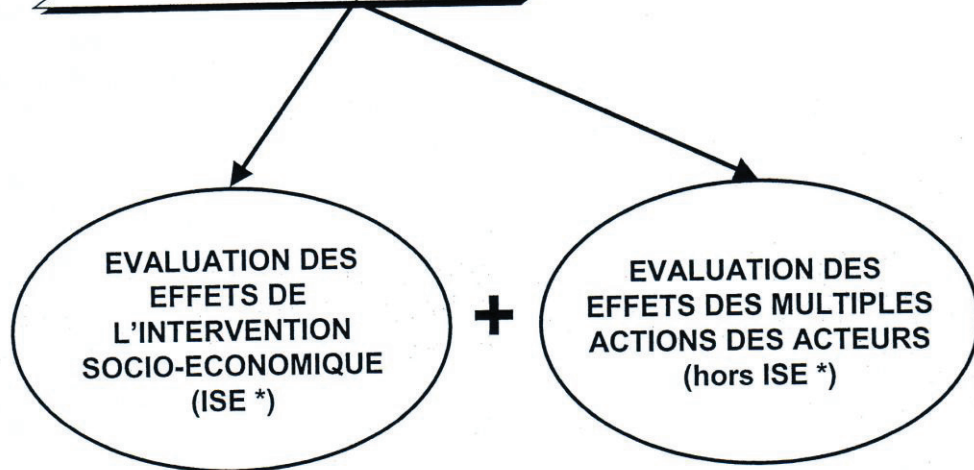 EVALUATION DES
EFFETS DE
L'INTERVENTION
SOCIO-ECONOMIQUE
(ISE *)
+
EVALUATION DES
EFFETS DES MULTIPLES
ACTIONS DES ACTEURS
(hors ISE *)